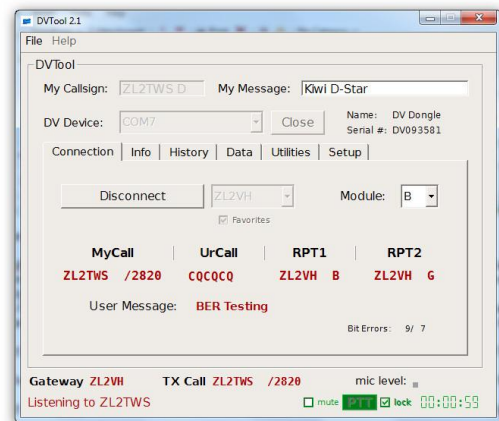 DVTool 2.1
File Help
DVTool
My Callsign: ZL2TWS D My Message: Kiwi D-Star
DV Device: COM7 Close Name: DV Dongle
Serial #: DV093581
Connection Info History Data Utilities Setup
Disconnect ZL2VH Module: B
Favorites
MyCall UrCall RPT1 RPT2
ZL2TWS /2820 CQCQCQ ZL2VH B ZL2VH G
User Message: BER Testing
Bit Errors: 9/ 7
Gateway ZL2VH TX Call ZL2TWS /2820 mic level:
Listening to ZL2TWS mute PTT lock 00:00:59